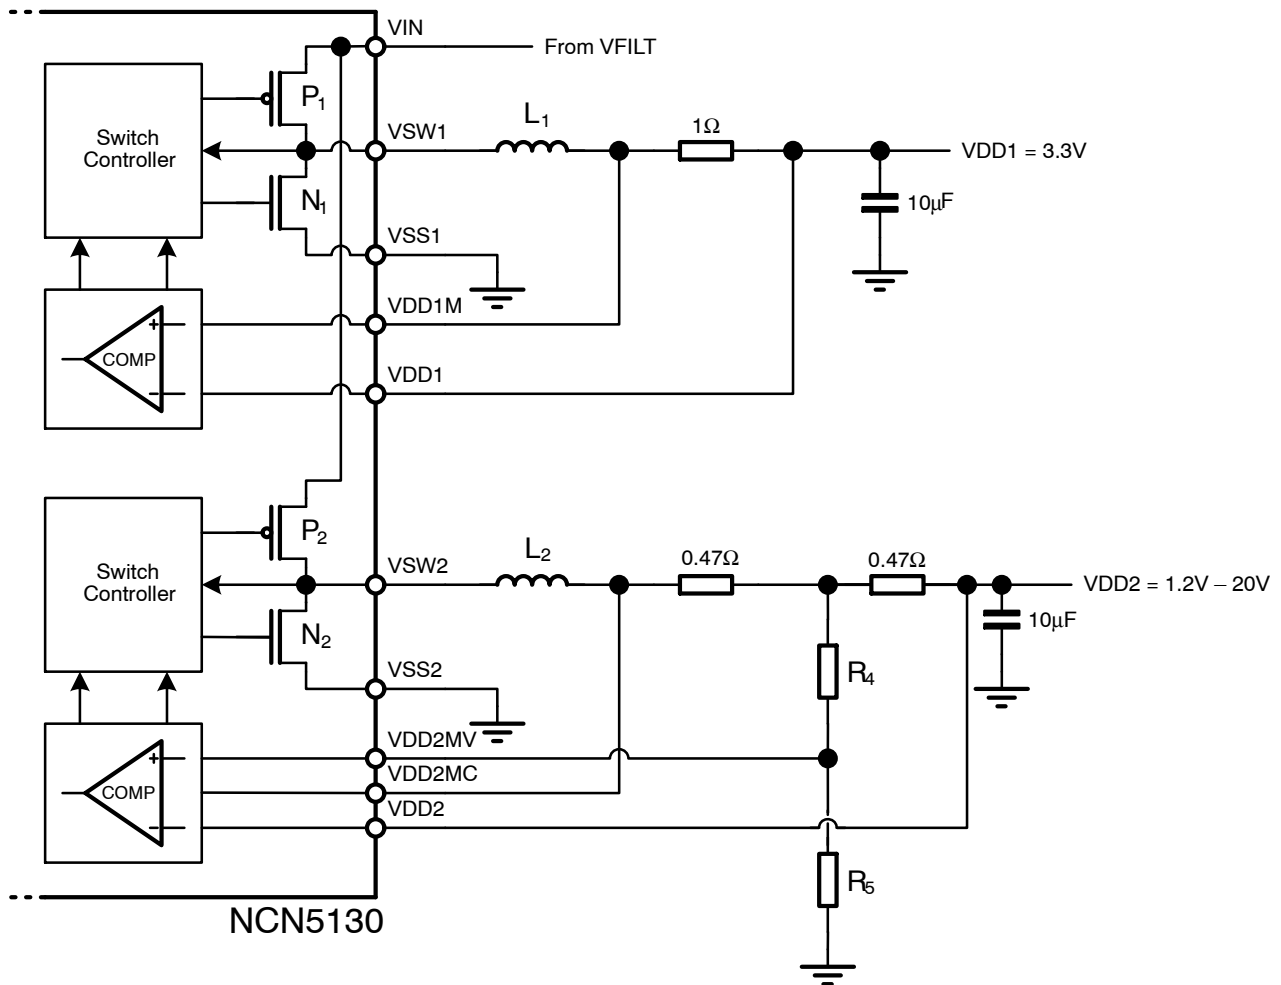 VIN
From VFILT
P1
L1
1Ω
VSW1
Switch
Controller
VDD1 = 3.3V
N1
10μF
VSS1
VDD1M
+
COMP
−
VDD1
P2
L2
0.47Ω
0.47Ω
VSW2
Switch
Controller
VDD2 = 1.2V – 20V
N2
10μF
VSS2
R4
VDD2MV
+
VDD2MC
COMP
VDD2
−
R5
NCN5130